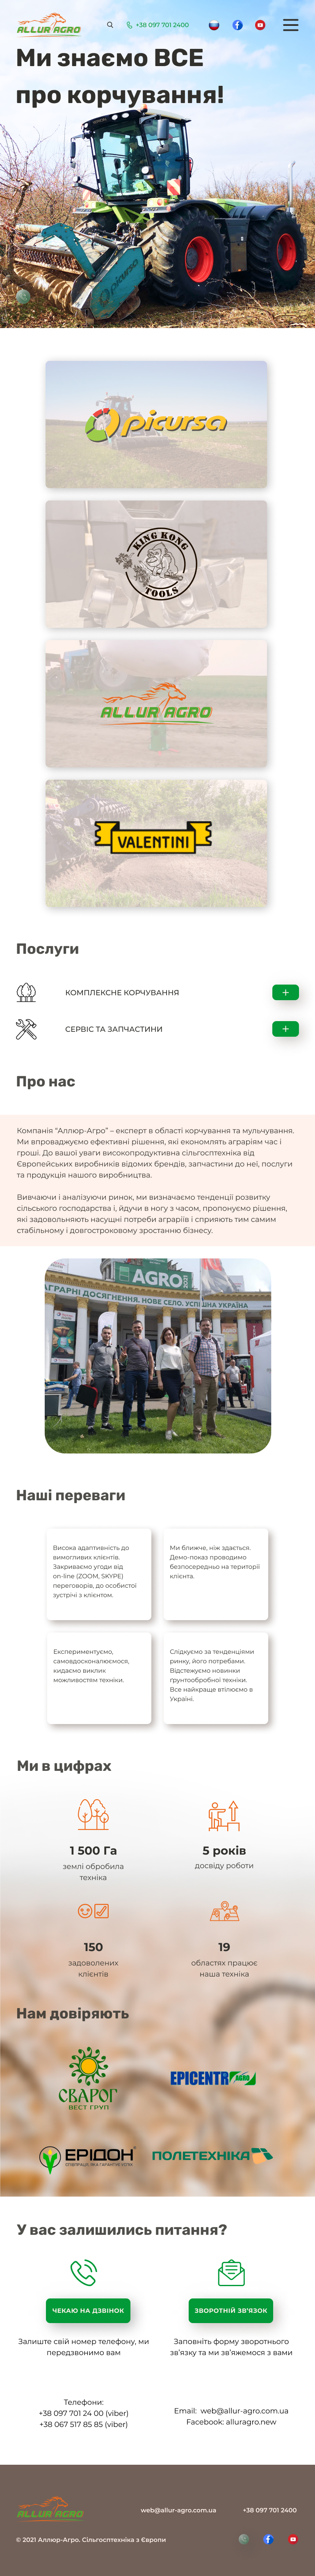 ALLUR AGRO
+38 097 701 2400
Ми знаємо ВСЕ
про корчування!
picursa
picursa
KING KONG
TOOLS
ALLUR AGRO
VALENTINI
Послуги
КОМПЛЕКСНЕ КОРЧУВАННЯ
СЕРВІС ТА ЗАПЧАСТИНИ
Про нас
Компанія “Аллюр-Агро” – експерт в області корчування та мульчування.
Ми впроваджуємо ефективні рішення, які економлять аграріям час і
гроші. До вашої уваги високопродуктивна сільгосптехніка від
Європейських виробників відомих брендів, запчастини до неї, послуги
та продукція нашого виробництва.
Вивчаючи і аналізуючи ринок, ми визначаємо тенденції розвитку
сільського господарства і, йдучи в ногу з часом, пропонуємо рішення,
які задовольняють насущні потреби аграріїв і сприяють тим самим
стабільному і довгостроковому зростанню бізнесу.
AGRO 2021
АГРАРНІ ДОСЯГНЕННЯ. НОВЕ СЕЛО. УСПІШНА УКРАЇНА
Наші переваги
Висока адаптивність до
вимогливих клієнтів.
Закриваємо угоди від
on-line (ZOOM, SKYPE)
переговорів, до особистої
зустрічі з клієнтом.
Ми ближче, ніж здається.
Демо-показ проводимо
безпосередньо на території
клієнта.
Експериментуємо,
самовдосконалюємося,
кидаємо виклик
можливостям техніки.
Слідкуємо за тенденціями
ринку, його потребами.
Відстежуємо новинки
ґрунтообробної техніки.
Все найкраще втілюємо в
Україні.
Ми в цифрах
1 500 Га
землі обробила
техніка
5 років
досвіду роботи
150
задоволених
клієнтів
19
областях працює
наша техніка
Нам довіряють
СВАРОГ
ВЕСТ ГРУП
EPICENTR AGRO
ЕРІДОН
ПОЛЕТЕХНІКА
У вас залишились питання?
ЧЕКАЮ НА ДЗВІНОК
ЗВОРОТНІЙ ЗВ’ЯЗОК
Залиште свій номер телефону, ми
передзвонимо вам
Заповніть форму зворотнього
зв’язку та ми зв’яжемося з вами
Телефони:
+38 097 701 24 00 (viber)
+38 067 517 85 85 (viber)
Email: web@allur-agro.com.ua
Facebook: alluragro.new
ALLUR AGRO
web@allur-agro.com.ua
+38 097 701 2400
© 2021 Аллюр-Агро. Сільгосптехніка з Європи